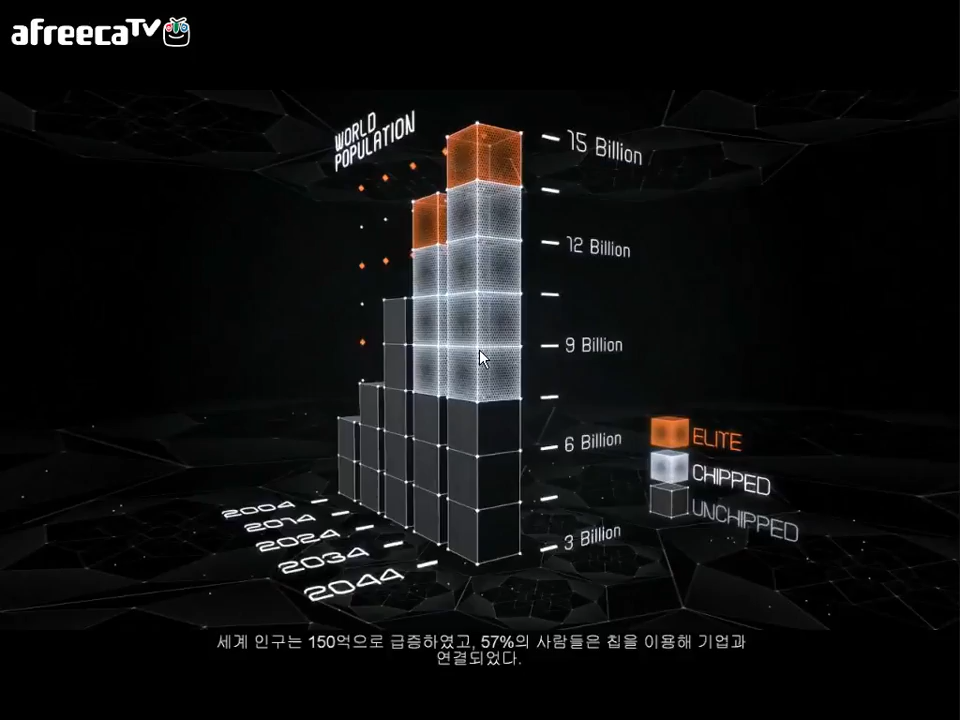 afreecaTV
WORLD
POPULATION
15 Billion
12 Billion
9 Billion
6 Billion
3 Billion
ELITE
CHIPPED
UNCHIPPED
2004
2014
2024
2034
2044
세계 인구는 150억으로 급증하였고, 57%의 사람들은 칩을 이용해 기업과
연결되었다.